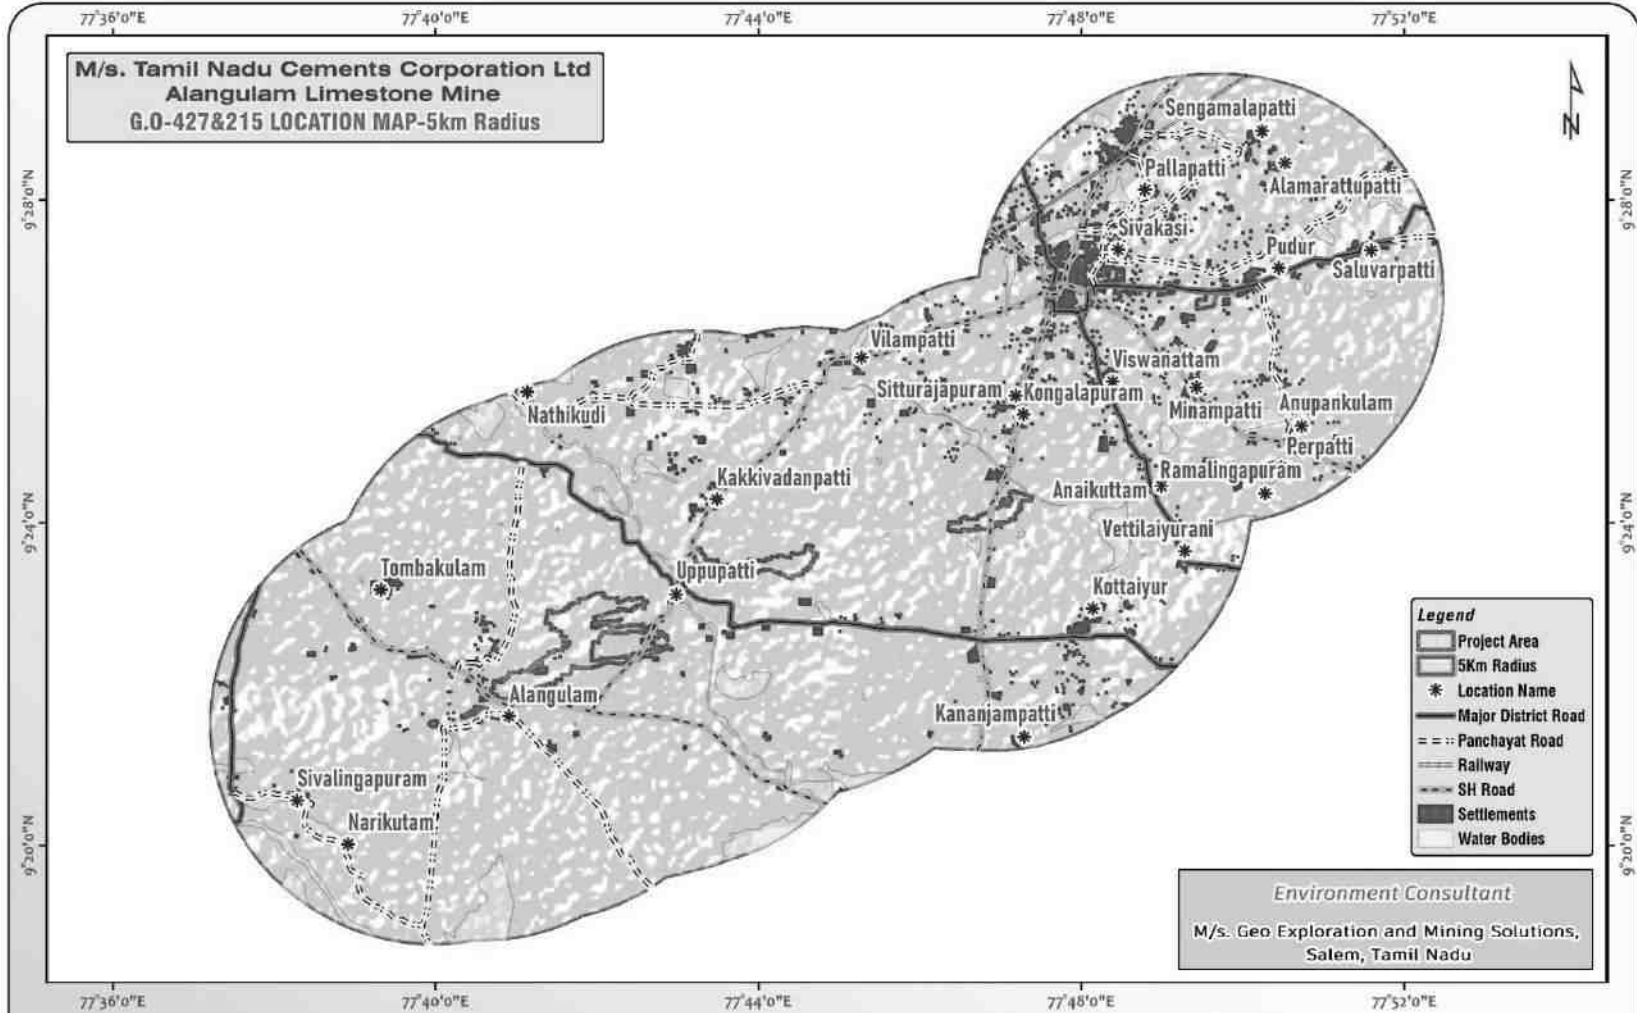 77°36'0"E 77°40'0"E 77°44'0"E 77°48'0"E 77°52'0"E
M/s. Tamil Nadu Cements Corporation Ltd
Alangulam Limestone Mine
G.O-427&215 LOCATION MAP-5km Radius
N
9°28'0"N 9°28'0"N
Sengamalapatti
Pallapatti
Alamarattupatti
Sivakasi
Pudur
Saluvarpatti
Vilampatti
Viswanattam
Sitturajapuram
Kongalapuram
Nathikudi
Minampatti
Anupankulam
Perpatti
Kakkivadanpatti
Ramalingapuram
Anaikuttam
9°24'0"N 9°24'0"N
Vettilaiyurani
Tombakulam
Uppupatti
Kottaiyur
Alangulam
Kananjampatti
Sivalingapuram
Narikutam
9°20'0"N 9°20'0"N
Legend
Project Area
5Km Radius
Location Name
Major District Road
Panchayat Road
Railway
SH Road
Settlements
Water Bodies
Environment Consultant
M/s. Geo Exploration and Mining Solutions,
Salem, Tamil Nadu
77°36'0"E 77°40'0"E 77°44'0"E 77°48'0"E 77°52'0"E